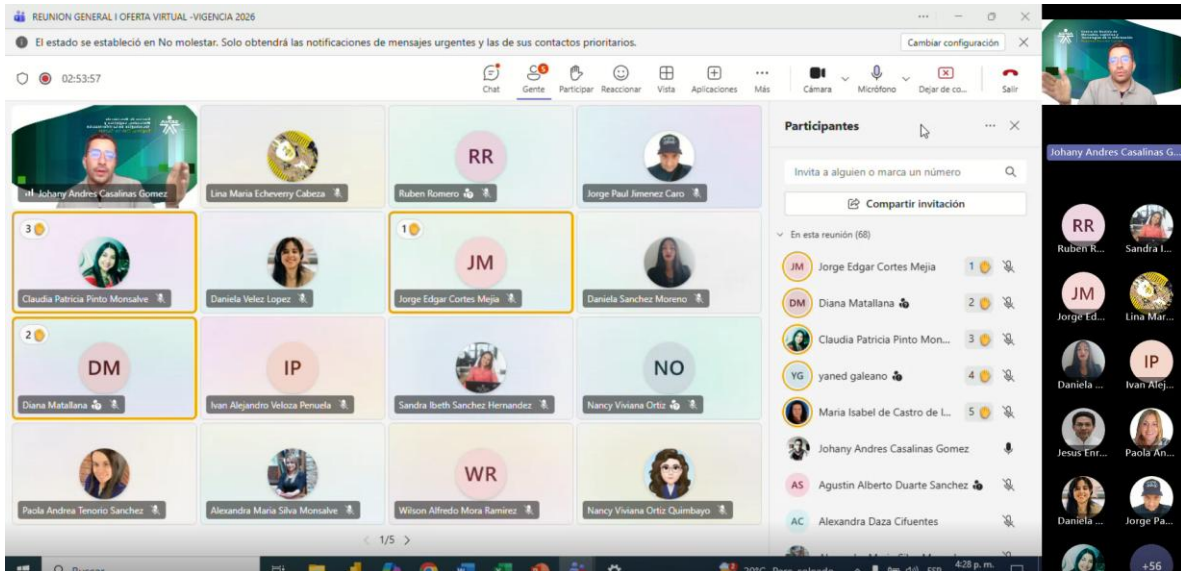 REUNION GENERAL I OFERTA VIRTUAL -VIGENCIA 2026
El estado se estableció en No molestar. Solo obtendrá las notificaciones de mensajes urgentes y las de sus contactos prioritarios.
Cambiar configuración
02:53:57
Chat
Gente
Participar
Reaccionar
Vista
Aplicaciones
Más
Cámara
Micrófono
Dejar de co...
Salir
Johany Andres Casalinas Gomez
Lina Maria Echeverry Cabeza
RR
Ruben Romero
Jorge Paul Jimenez Caro
3
Claudia Patricia Pinto Monsalve
Daniela Velez Lopez
1
JM
Jorge Edgar Cortes Mejia
Daniela Sanchez Moreno
2
DM
Diana Matallana
IP
Ivan Alejandro Veloza Penuela
Sandra Ibeth Sanchez Hernandez
NO
Nancy Viviana Ortiz
Paola Andrea Tenorio Sanchez
Alexandra Maria Silva Monsalve
WR
Wilson Alfredo Mora Ramirez
Nancy Viviana Ortiz Quimbayo
1/5
Participantes
Invita a alguien o marca un número
Compartir invitación
En esta reunión (68)
JM Jorge Edgar Cortes Mejia 1
DM Diana Matallana 2
Claudia Patricia Pinto Mon... 3
YG yaned galeano 4
Maria Isabel de Castro de l... 5
Johany Andres Casalinas Gomez
AS Agustin Alberto Duarte Sanchez
AC Alexandra Daza Cifuentes
Johany Andres Casalinas G...
RR
Ruben R...
Sandra I...
JM
Jorge Ed...
Lina Mar...
Daniela ...
IP
Ivan Alej...
Jesus Enr...
Paola An...
Daniela ...
Jorge Pa...
+56
4:28 p. m.